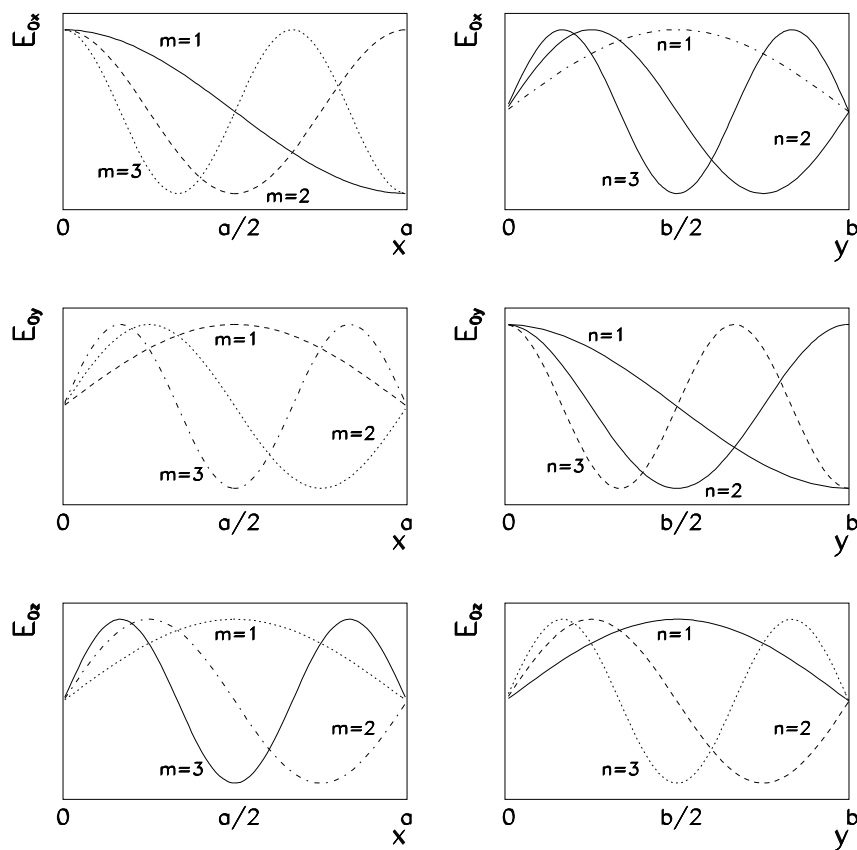 E0x
m=1
m=3
m=2
0
a/2
a
x
E0x
n=1
n=2
n=3
0
b/2
b
y
E0y
m=1
m=2
m=3
0
a/2
a
x
E0y
n=1
n=3
n=2
0
b/2
b
y
E0z
m=1
m=2
m=3
0
a/2
a
x
E0z
n=1
n=2
n=3
0
b/2
b
y